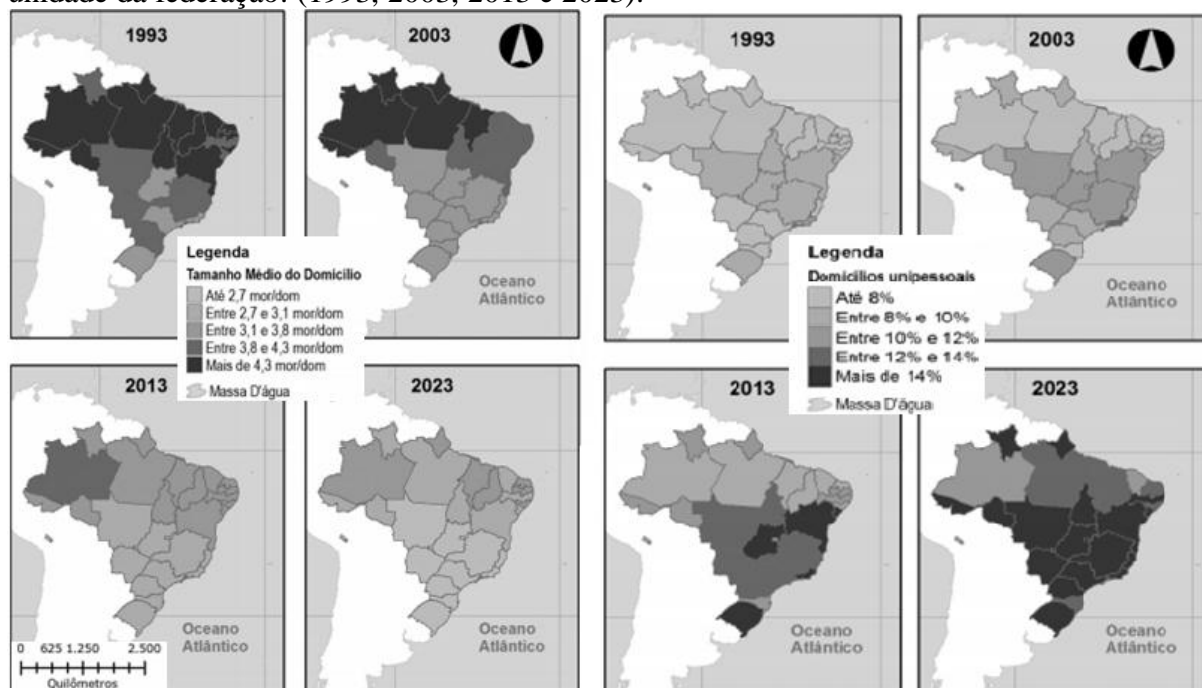 unidade da federação. (1993, 2003, 2013 e 2023).
1993
2003
Legenda
Tamanho Médio do Domicílio
Até 2,7 mor/dom
Entre 2,7 e 3,1 mor/dom
Entre 3,1 e 3,8 mor/dom
Entre 3,8 e 4,3 mor/dom
Mais de 4,3 mor/dom
Massa D'água
Oceano
Atlântico
2013
2023
Oceano
Atlântico
0 625 1.250 2.500
Quilômetros
1993
2003
Legenda
Domicílios unipessoais
Até 8%
Entre 8% e 10%
Entre 10% e 12%
Entre 12% e 14%
Mais de 14%
Massa D'água
Oceano
Atlântico
2013
2023
Oceano
Atlântico
Oceano
Atlântico